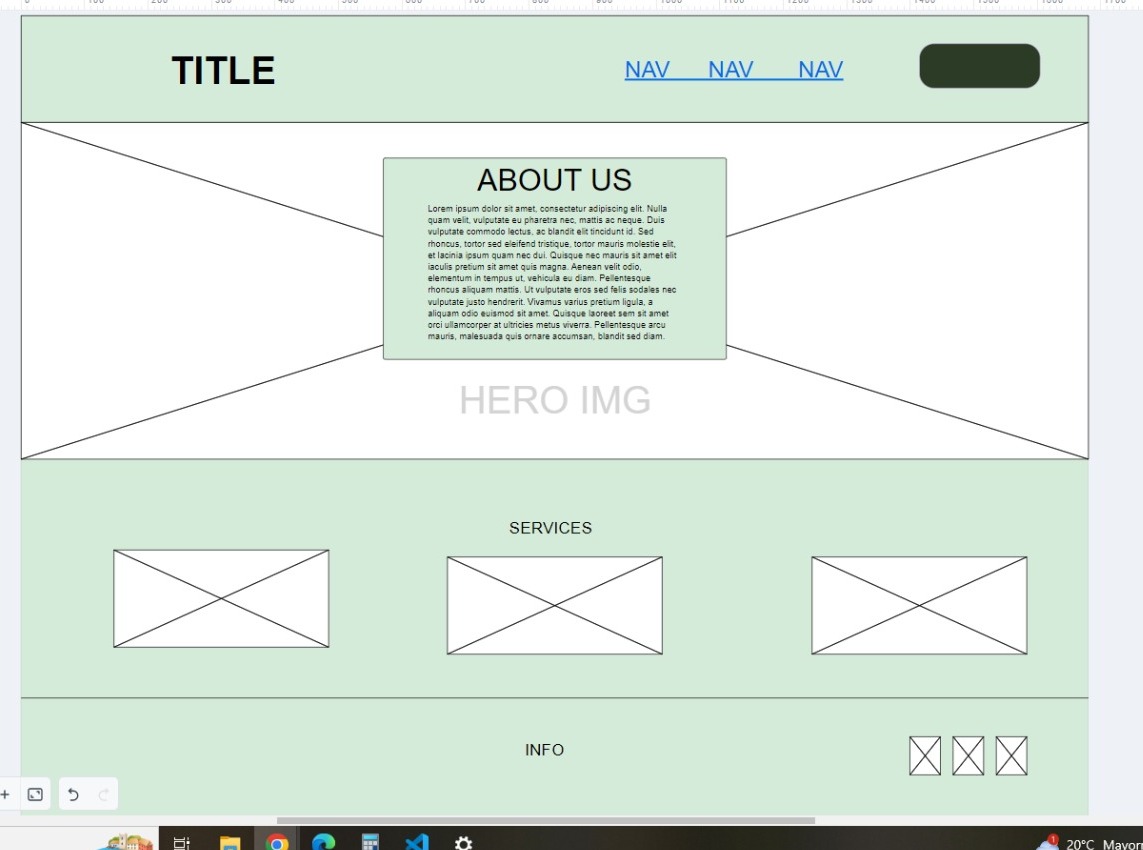 TITLE
NAV NAV NAV
ABOUT US
Lorem ipsum dolor sit amet, consectetur adipiscing elit. Nulla
quam velit, vulputate eu pharetra nec, mattis ac neque. Duis
vulputate commodo lectus, ac blandit elit tincidunt id. Sed
rhoncus, tortor sed eleifend tristique, tortor mauris molestie elit,
et lacinia ipsum quam nec dui. Quisque nec mauris sit amet elit
iaculis pretium sit amet quis magna. Aenean velit odio,
elementum in tempus ut, vehicula eu diam. Pellentesque
rhoncus aliquam mattis. Ut vulputate eros sed felis sodales nec
vulputate justo hendrerit. Vivamus varius pretium ligula, a
aliquam odio euismod sit amet. Quisque laoreet sem sit amet
orci ullamcorper at ultricies metus viverra. Pellentesque arcu
mauris, malesuada quis ornare accumsan, blandit sed diam.
HERO IMG
SERVICES
INFO
1
20°C Mayor